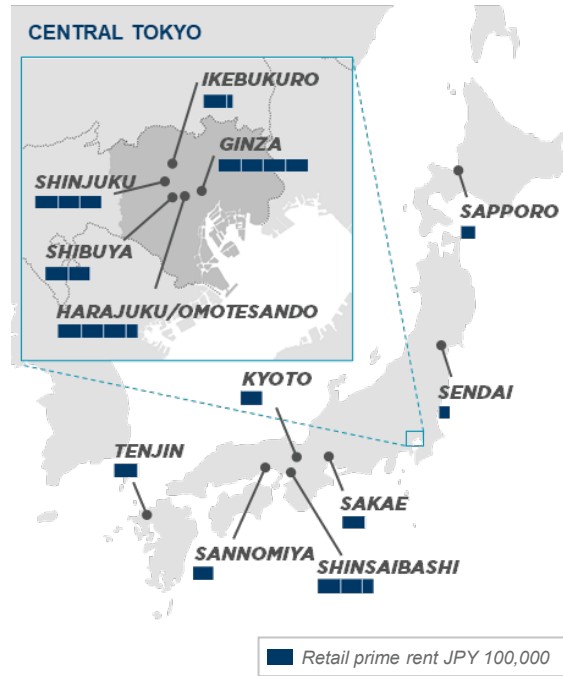 CENTRAL TOKYO
IKEBUKURO
GINZA
SHINJUKU
SHIBUYA
HARAJUKU/OMOTESANDO
SAPPORO
SENDAI
KYOTO
TENJIN
SAKAE
SANNOMIYA
SHINSAIBASHI
Retail prime rent JPY 100,000